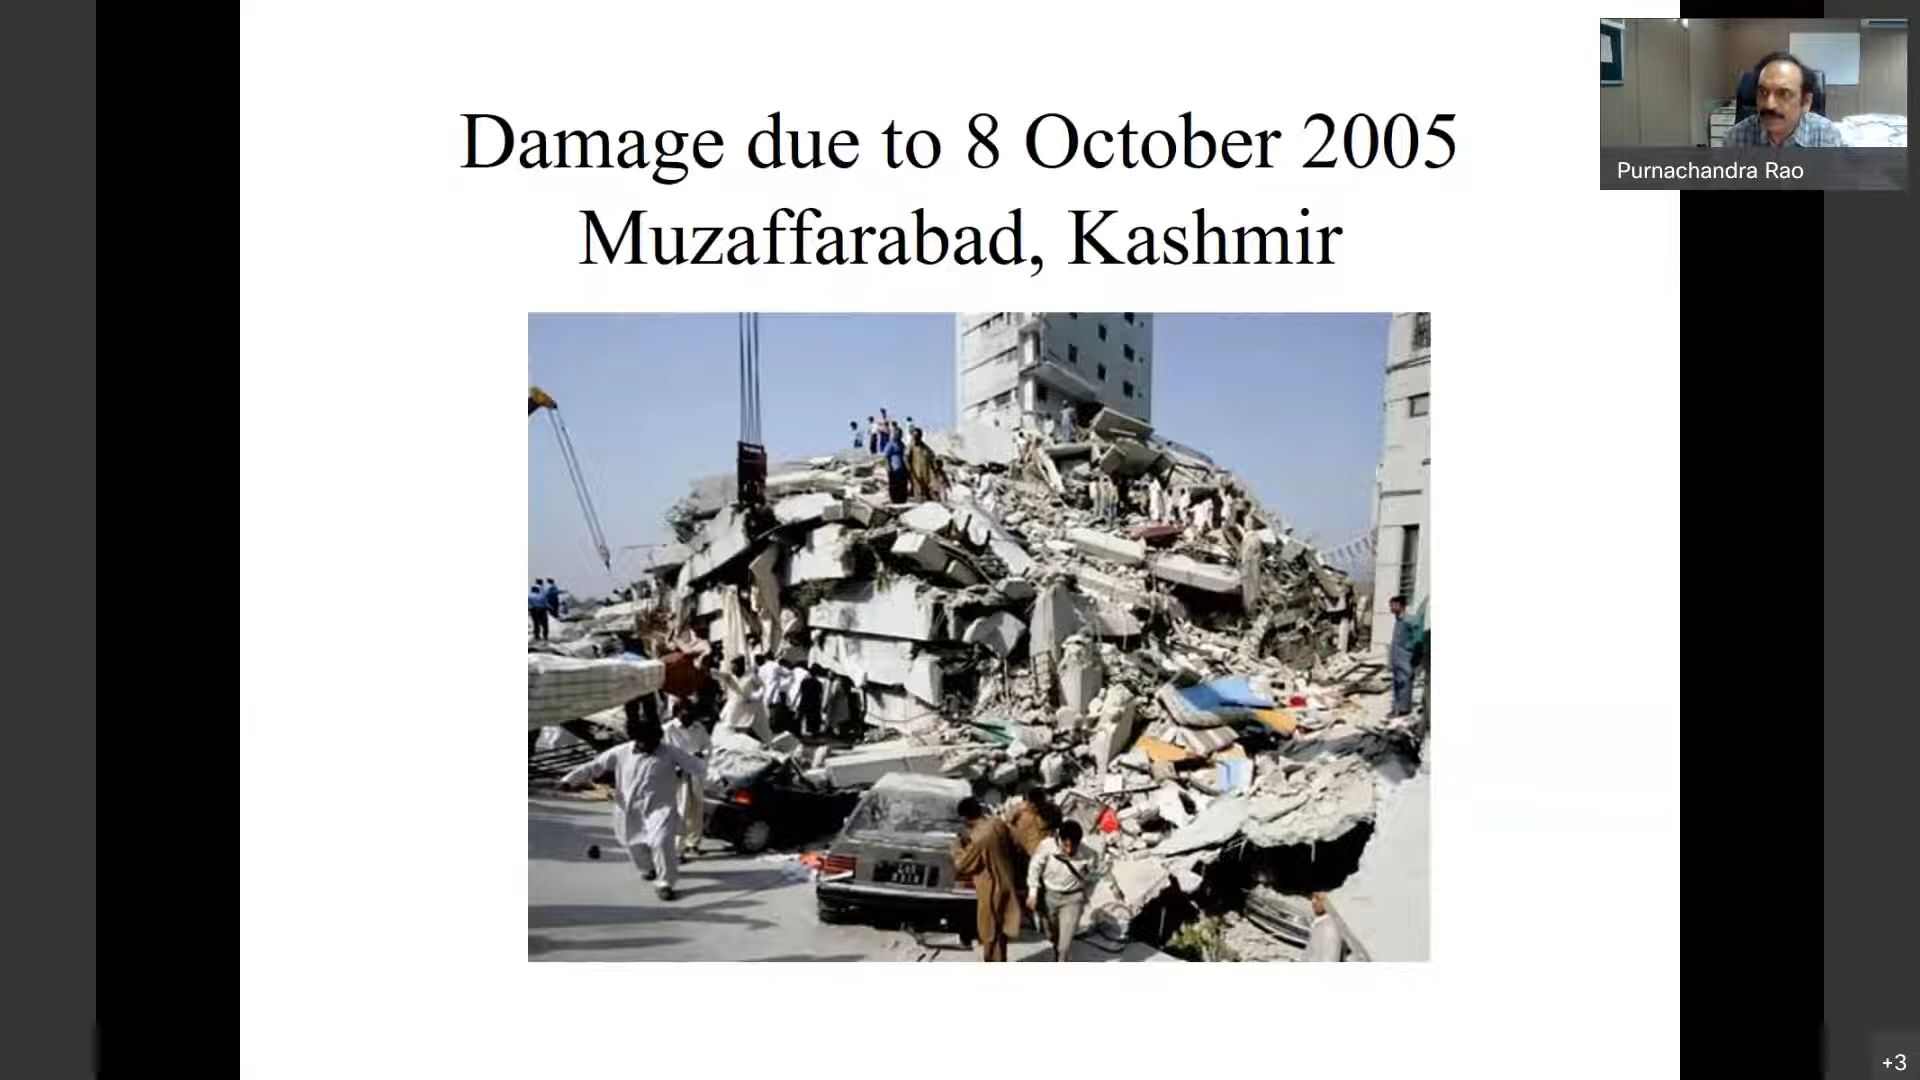 Damage due to 8 October 2005
Muzaffarabad, Kashmir
Purnachandra Rao
+3